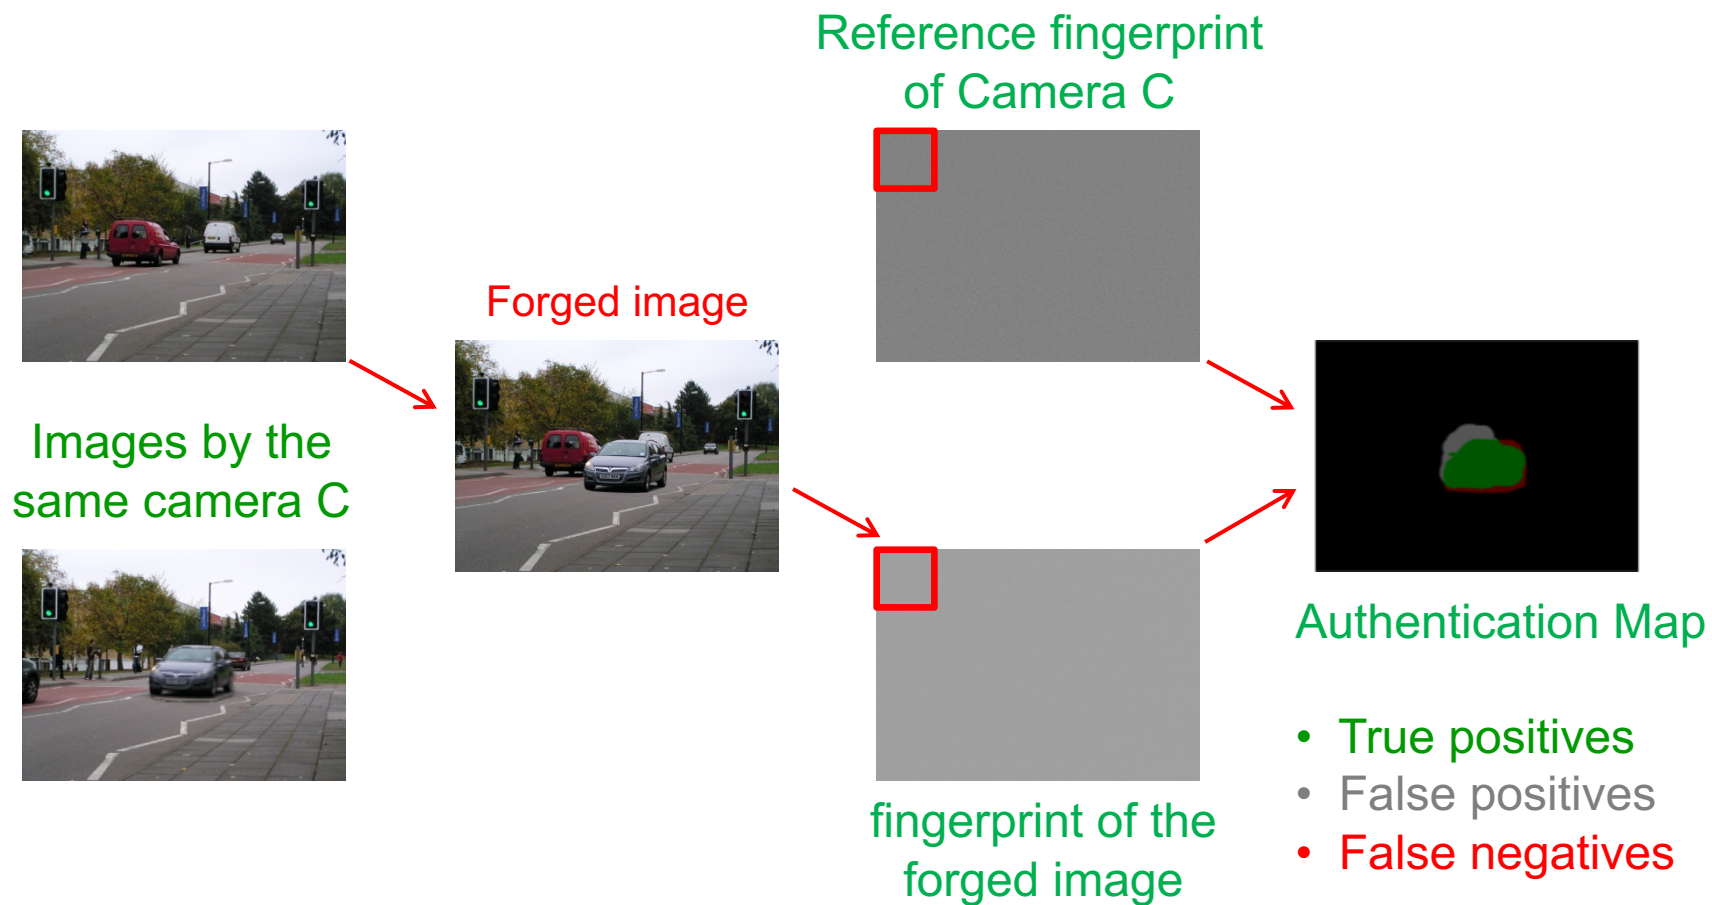 Reference fingerprint
of Camera C
Forged image
Images by the
same camera C
Authentication Map
• True positives
• False positives
• False negatives
fingerprint of the
forged image